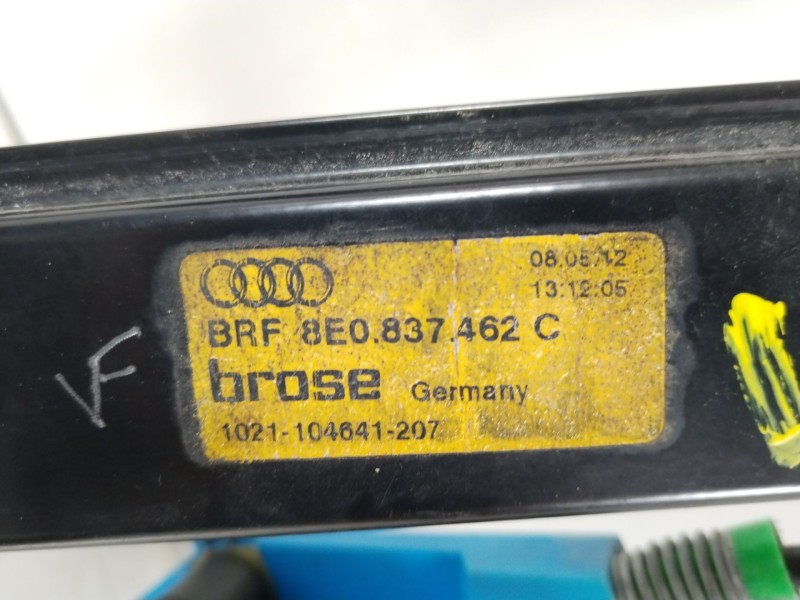 08.05.12
13:12:05
BRF 8E0.837.462 C
brose Germany
1021-104641-207
VF